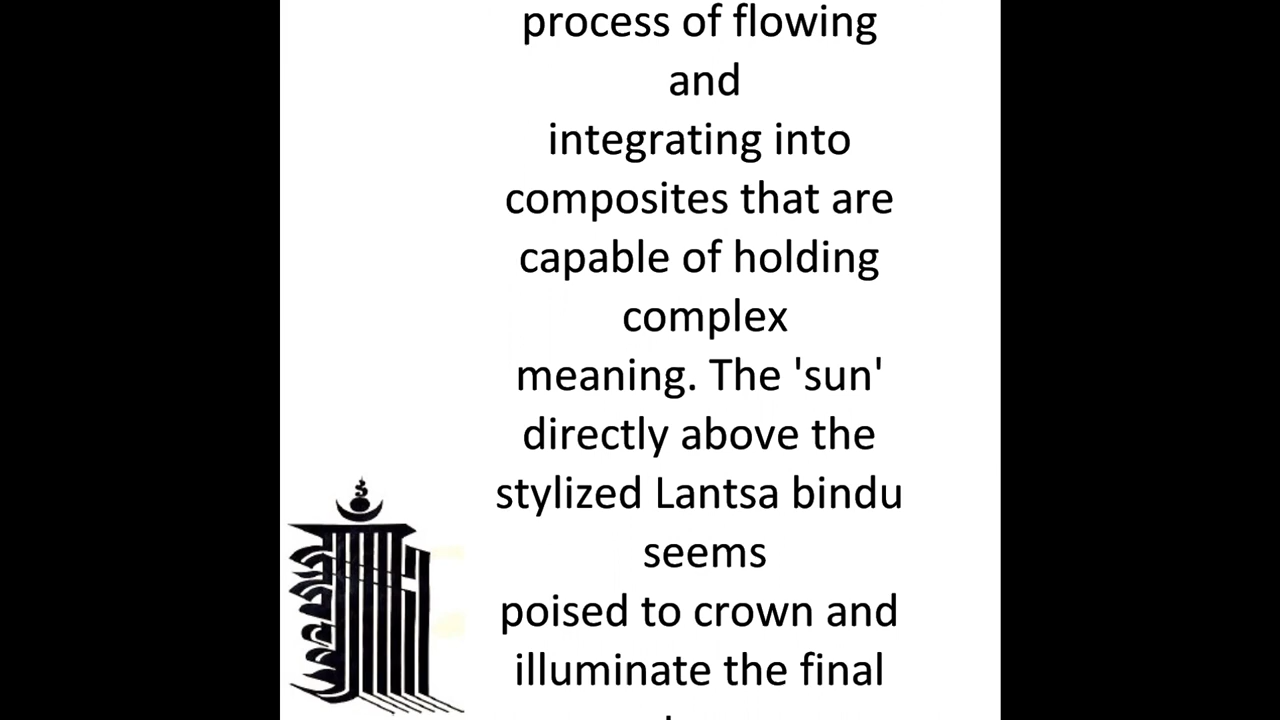 process of flowing
and
integrating into
composites that are
capable of holding
complex
meaning. The 'sun'
directly above the
stylized Lantsa bindu
seems
poised to crown and
illuminate the final